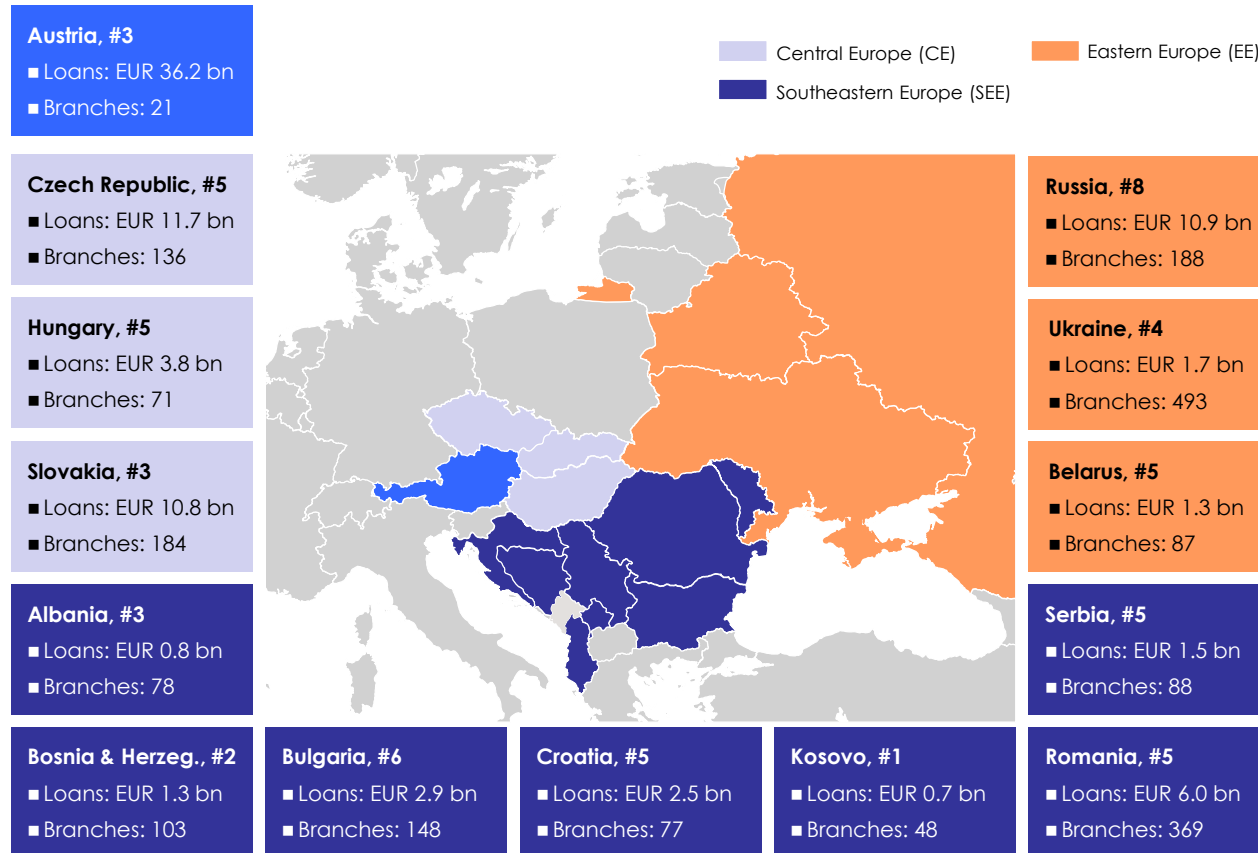 Austria, #3
■ Loans: EUR 36.2 bn
■ Branches: 21
Central Europe (CE)
Eastern Europe (EE)
Southeastern Europe (SEE)
Czech Republic, #5
■ Loans: EUR 11.7 bn
■ Branches: 136
Hungary, #5
■ Loans: EUR 3.8 bn
■ Branches: 71
Slovakia, #3
■ Loans: EUR 10.8 bn
■ Branches: 184
Albania, #3
■ Loans: EUR 0.8 bn
■ Branches: 78
Russia, #8
■ Loans: EUR 10.9 bn
■ Branches: 188
Ukraine, #4
■ Loans: EUR 1.7 bn
■ Branches: 493
Belarus, #5
■ Loans: EUR 1.3 bn
■ Branches: 87
Serbia, #5
■ Loans: EUR 1.5 bn
■ Branches: 88
Bosnia & Herzeg., #2
■ Loans: EUR 1.3 bn
■ Branches: 103
Bulgaria, #6
■ Loans: EUR 2.9 bn
■ Branches: 148
Croatia, #5
■ Loans: EUR 2.5 bn
■ Branches: 77
Kosovo, #1
■ Loans: EUR 0.7 bn
■ Branches: 48
Romania, #5
■ Loans: EUR 6.0 bn
■ Branches: 369